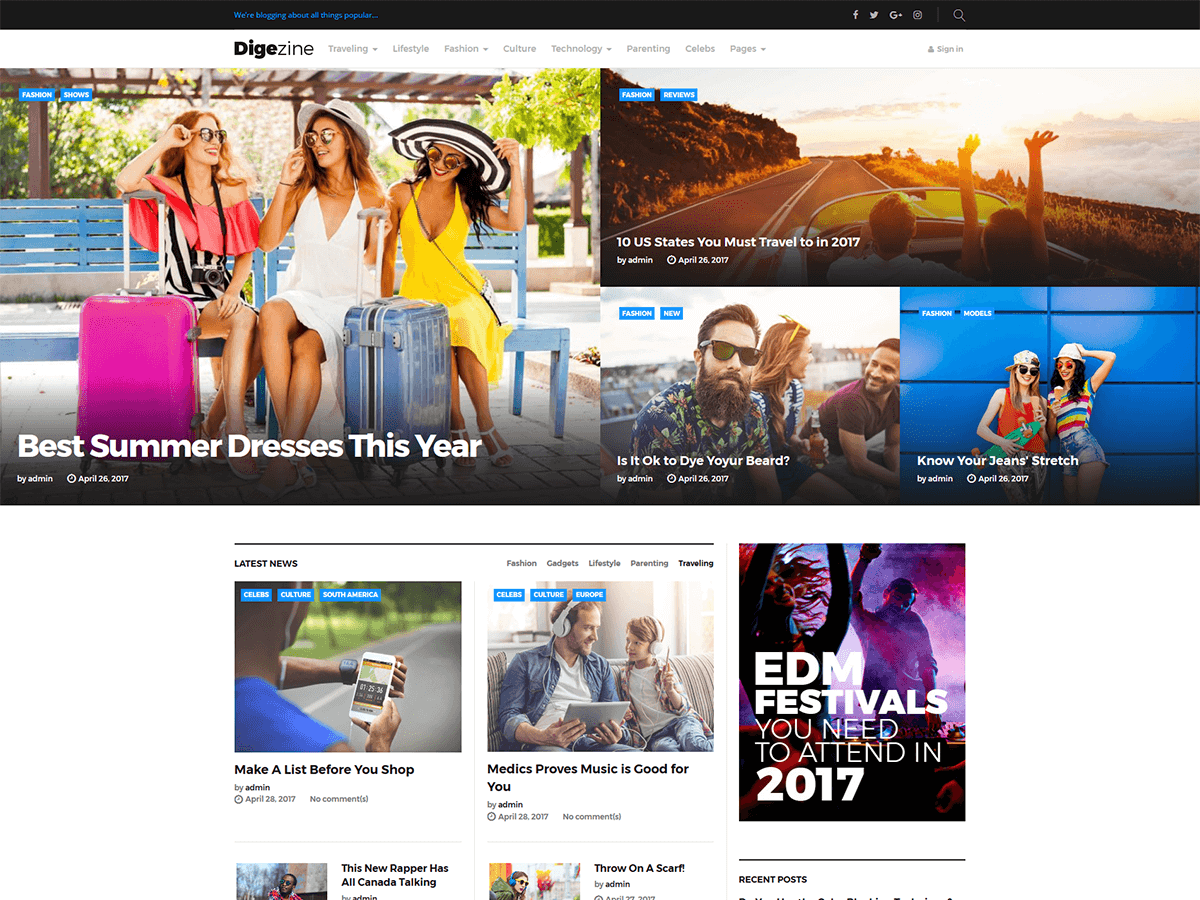 We're blogging about all things popular...
Digezine Traveling Lifestyle Fashion Culture Technology Parenting Celebs Pages Sign in
FASHION SHOWS
Best Summer Dresses This Year
by admin April 26, 2017
FASHION REVIEWS
10 US States You Must Travel to in 2017
by admin April 26, 2017
FASHION NEW
Is It Ok to Dye Yoyur Beard?
by admin April 26, 2017
FASHION MODELS
Know Your Jeans' Stretch
by admin April 26, 2017
LATEST NEWS Fashion Gadgets Lifestyle Parenting Traveling
CELEBS CULTURE SOUTH AMERICA
01:25:36
Make A List Before You Shop
by admin
April 28, 2017 No comment(s)
CELEBS CULTURE EUROPE
Medics Proves Music is Good for
You
by admin
April 28, 2017 No comment(s)
This New Rapper Has
All Canada Talking
by admin
Throw On A Scarf!
by admin
April 27, 2017
EDM
FESTIVALS
YOU NEED
TO ATTEND IN
2017
RECENT POSTS